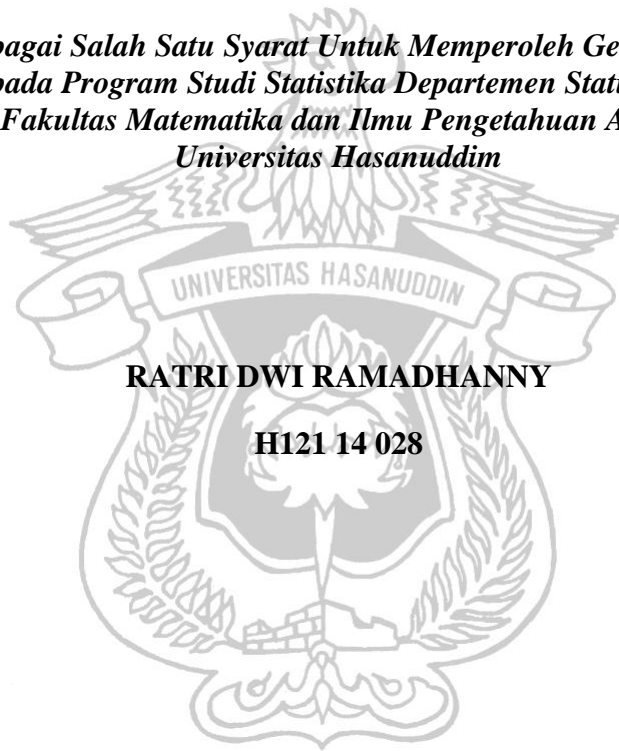 bagai Salah Satu Syarat Untuk Memperoleh Ge
pada Program Studi Statistika Departemen Stati
Fakultas Matematika dan Ilmu Pengetahuan A
Universitas Hasanuddim
UNIVERSITAS HASANUDDIN
RATRI DWI RAMADHANNY
H121 14 028